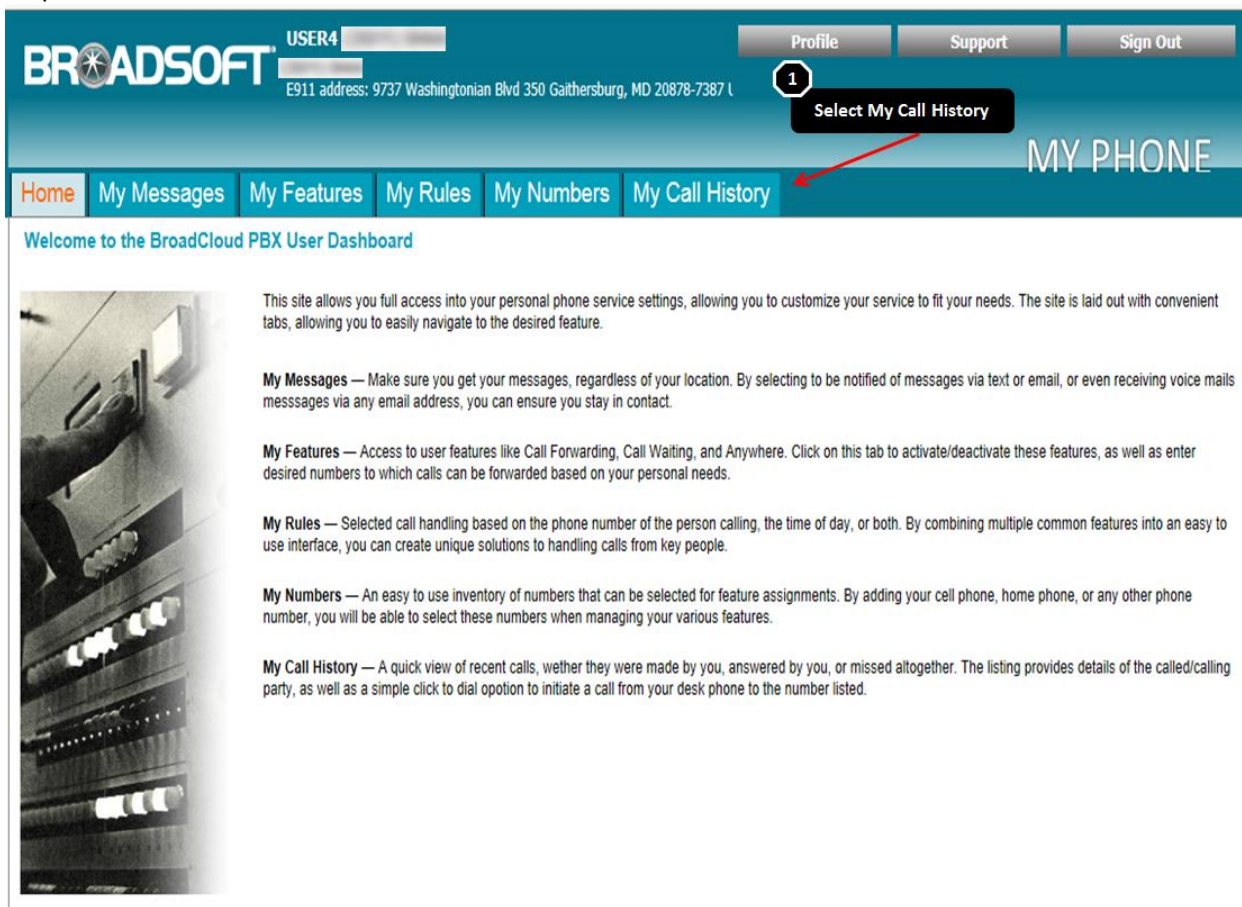 BROADSOFT
USER4
Profile
Support
Sign Out
E911 address: 9737 Washingtonian Blvd 350 Gaithersburg, MD 20878-7387 U
1
Select My Call History
MY PHONE
Home
My Messages
My Features
My Rules
My Numbers
My Call History
Welcome to the BroadCloud PBX User Dashboard
This site allows you full access into your personal phone service settings, allowing you to customize your service to fit your needs. The site is laid out with convenient
tabs, allowing you to easily navigate to the desired feature.
My Messages — Make sure you get your messages, regardless of your location. By selecting to be notified of messages via text or email, or even receiving voice mails
messsages via any email address, you can ensure you stay in contact.
My Features — Access to user features like Call Forwarding, Call Waiting, and Anywhere. Click on this tab to activate/deactivate these features, as well as enter
desired numbers to which calls can be forwarded based on your personal needs.
My Rules — Selected call handling based on the phone number of the person calling, the time of day, or both. By combining multiple common features into an easy to
use interface, you can create unique solutions to handling calls from key people.
My Numbers — An easy to use inventory of numbers that can be selected for feature assignments. By adding your cell phone, home phone, or any other phone
number, you will be able to select these numbers when managing your various features.
My Call History — A quick view of recent calls, wether they were made by you, answered by you, or missed altogether. The listing provides details of the called/calling
party, as well as a simple click to dial opotion to initiate a call from your desk phone to the number listed.